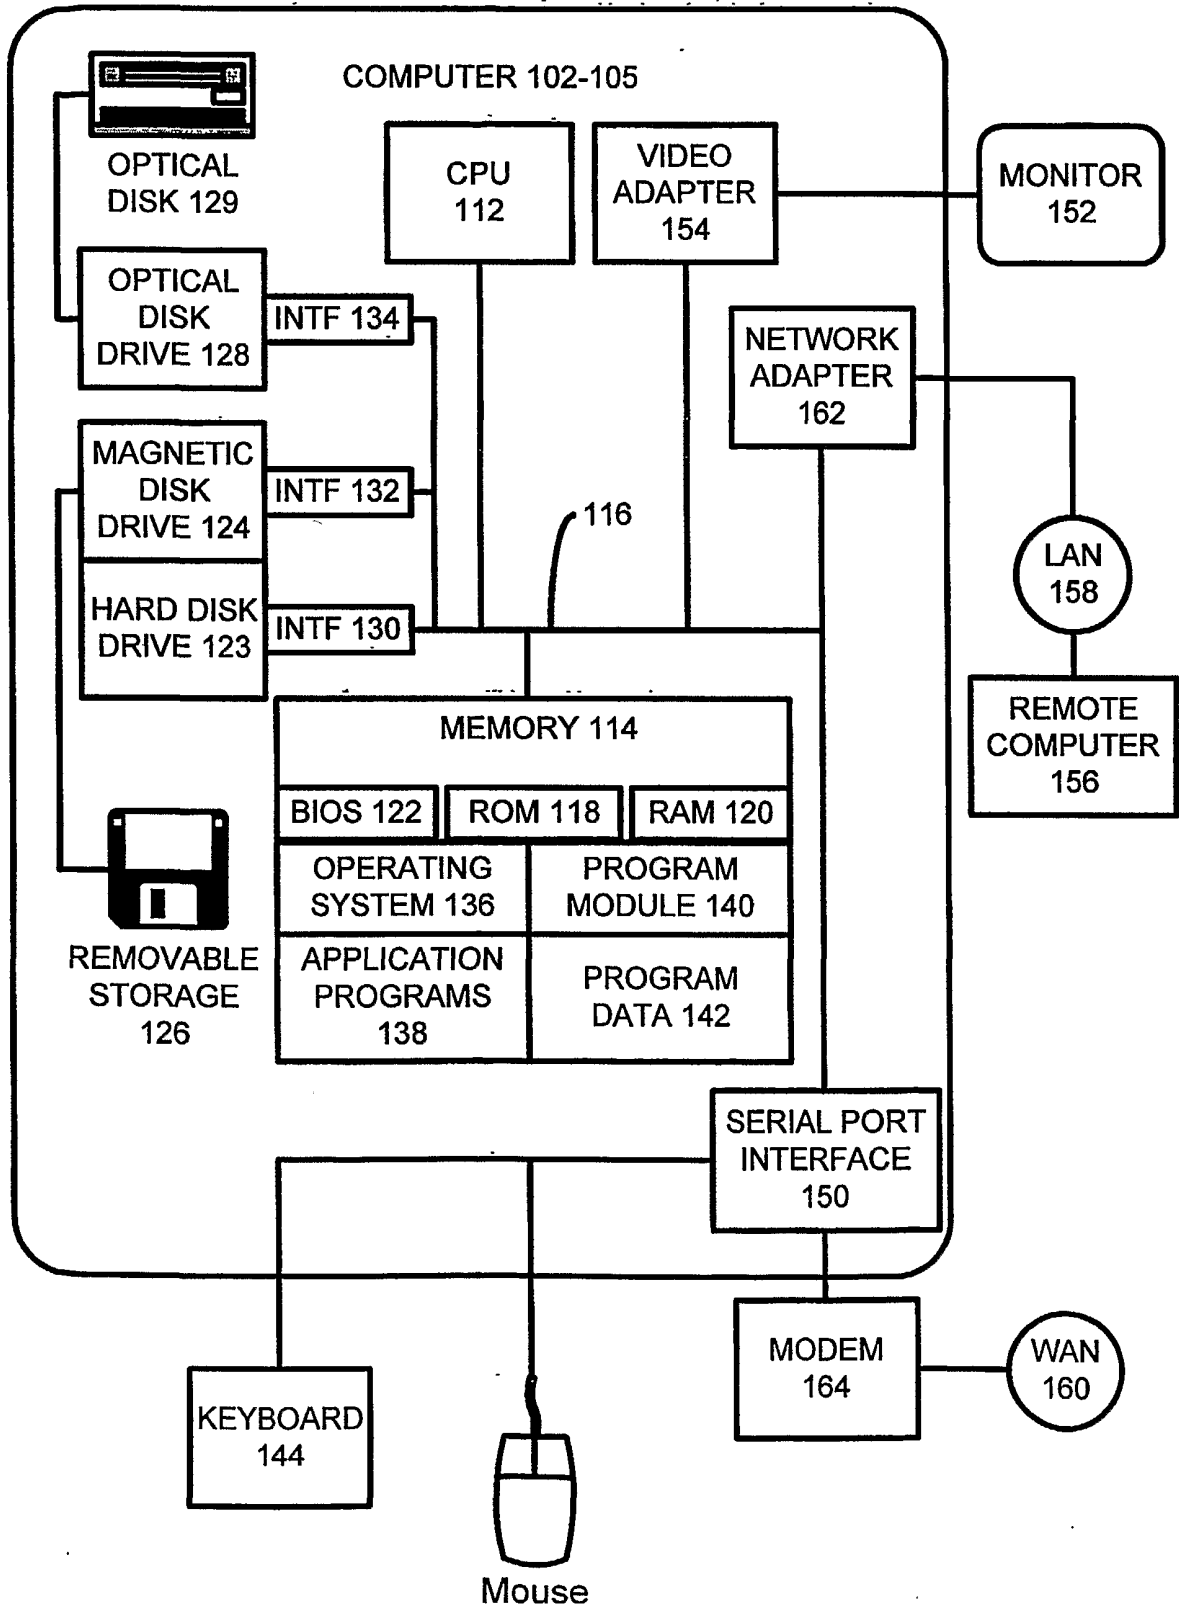 COMPUTER 102-105
OPTICAL
DISK 129
CPU
112
VIDEO
ADAPTER
154
MONITOR
152
OPTICAL
DISK
DRIVE 128
INTF 134
NETWORK
ADAPTER
162
MAGNETIC
DISK
DRIVE 124
INTF 132
116
LAN
158
HARD DISK
DRIVE 123
INTF 130
REMOTE
COMPUTER
156
MEMORY 114
BIOS 122
ROM 118
RAM 120
OPERATING
SYSTEM 136
PROGRAM
MODULE 140
REMOVABLE
STORAGE
126
APPLICATION
PROGRAMS
138
PROGRAM
DATA 142
SERIAL PORT
INTERFACE
150
MODEM
164
WAN
160
KEYBOARD
144
Mouse